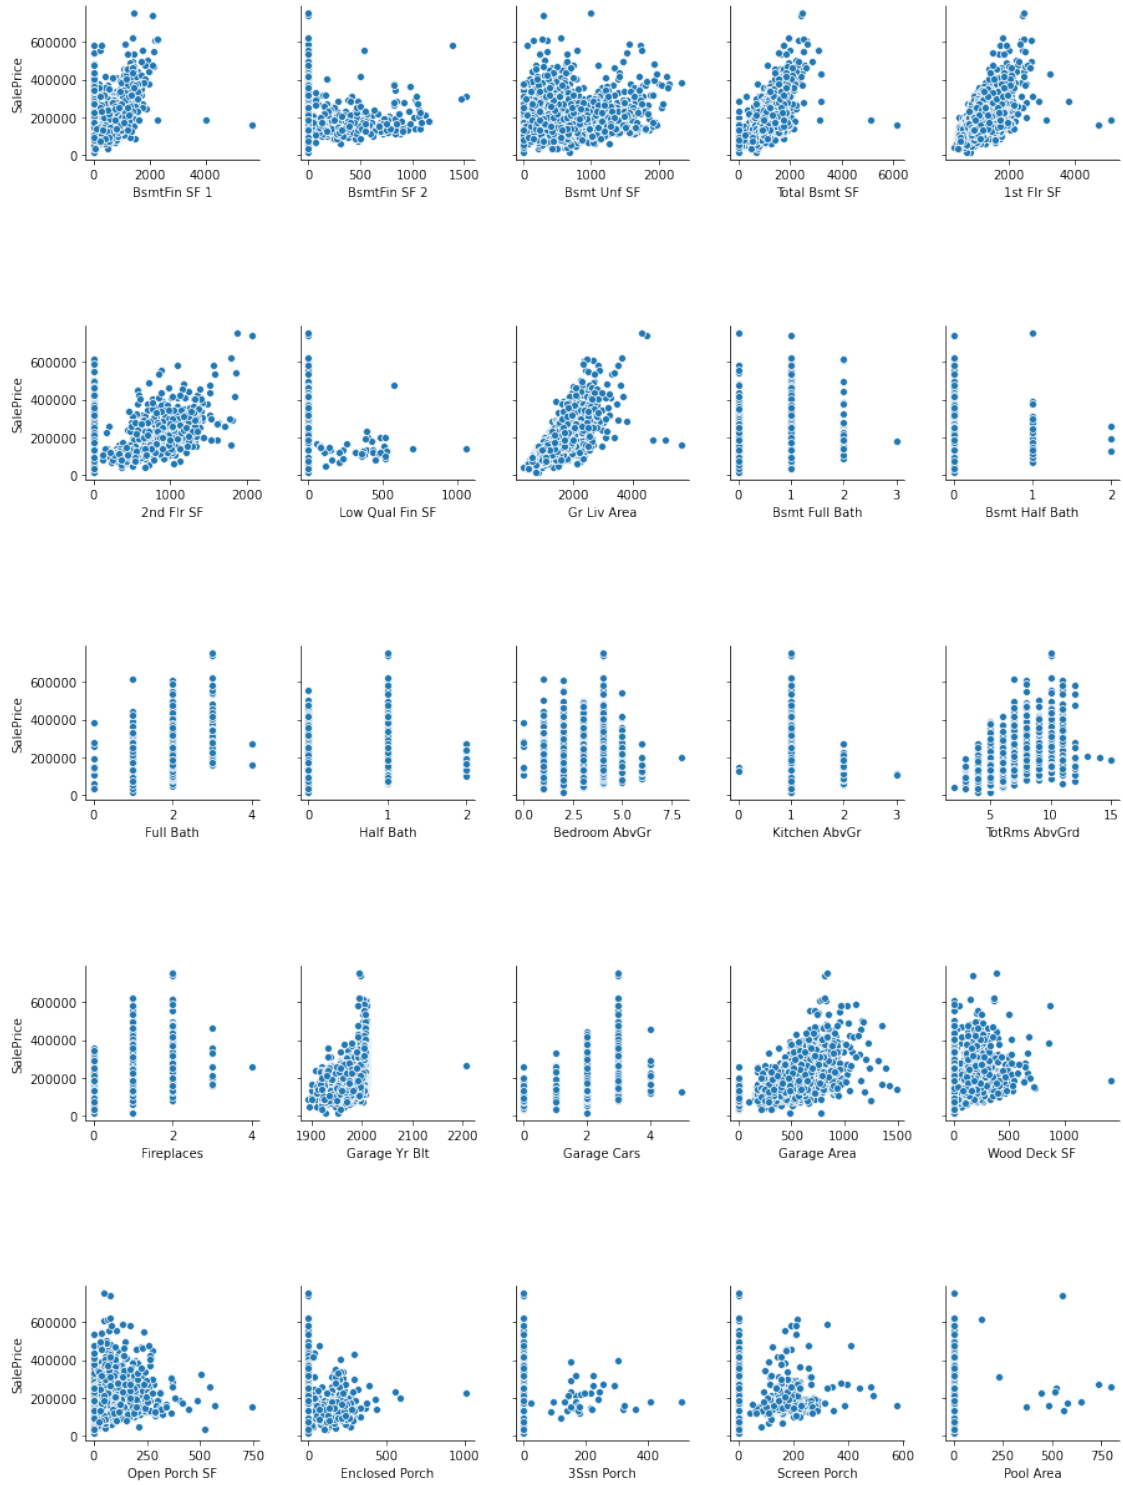 SalePrice
600000
400000
200000
0
0 2000 4000
BsmtFin SF 1
0 500 1000 1500
BsmtFin SF 2
0 1000 2000
Bsmt Unf SF
0 2000 4000 6000
Total Bsmt SF
2000 4000
1st Flr SF
SalePrice
600000
400000
200000
0
0 1000 2000
2nd Flr SF
0 500 1000
Low Qual Fin SF
2000 4000
Gr Liv Area
0 1 2 3
Bsmt Full Bath
0 1 2
Bsmt Half Bath
SalePrice
600000
400000
200000
0
0 2 4
Full Bath
0 1 2
Half Bath
0.0 2.5 5.0 7.5
Bedroom AbvGr
0 1 2 3
Kitchen AbvGr
5 10 15
TotRms AbvGrd
SalePrice
600000
400000
200000
0
0 2 4
Fireplaces
1900 2000 2100 2200
Garage Yr Blt
0 2 4
Garage Cars
0 500 1000 1500
Garage Area
0 500 1000
Wood Deck SF
SalePrice
600000
400000
200000
0
0 250 500 750
Open Porch SF
0 500 1000
Enclosed Porch
0 200 400
3Ssn Porch
0 200 400 600
Screen Porch
0 250 500 750
Pool Area